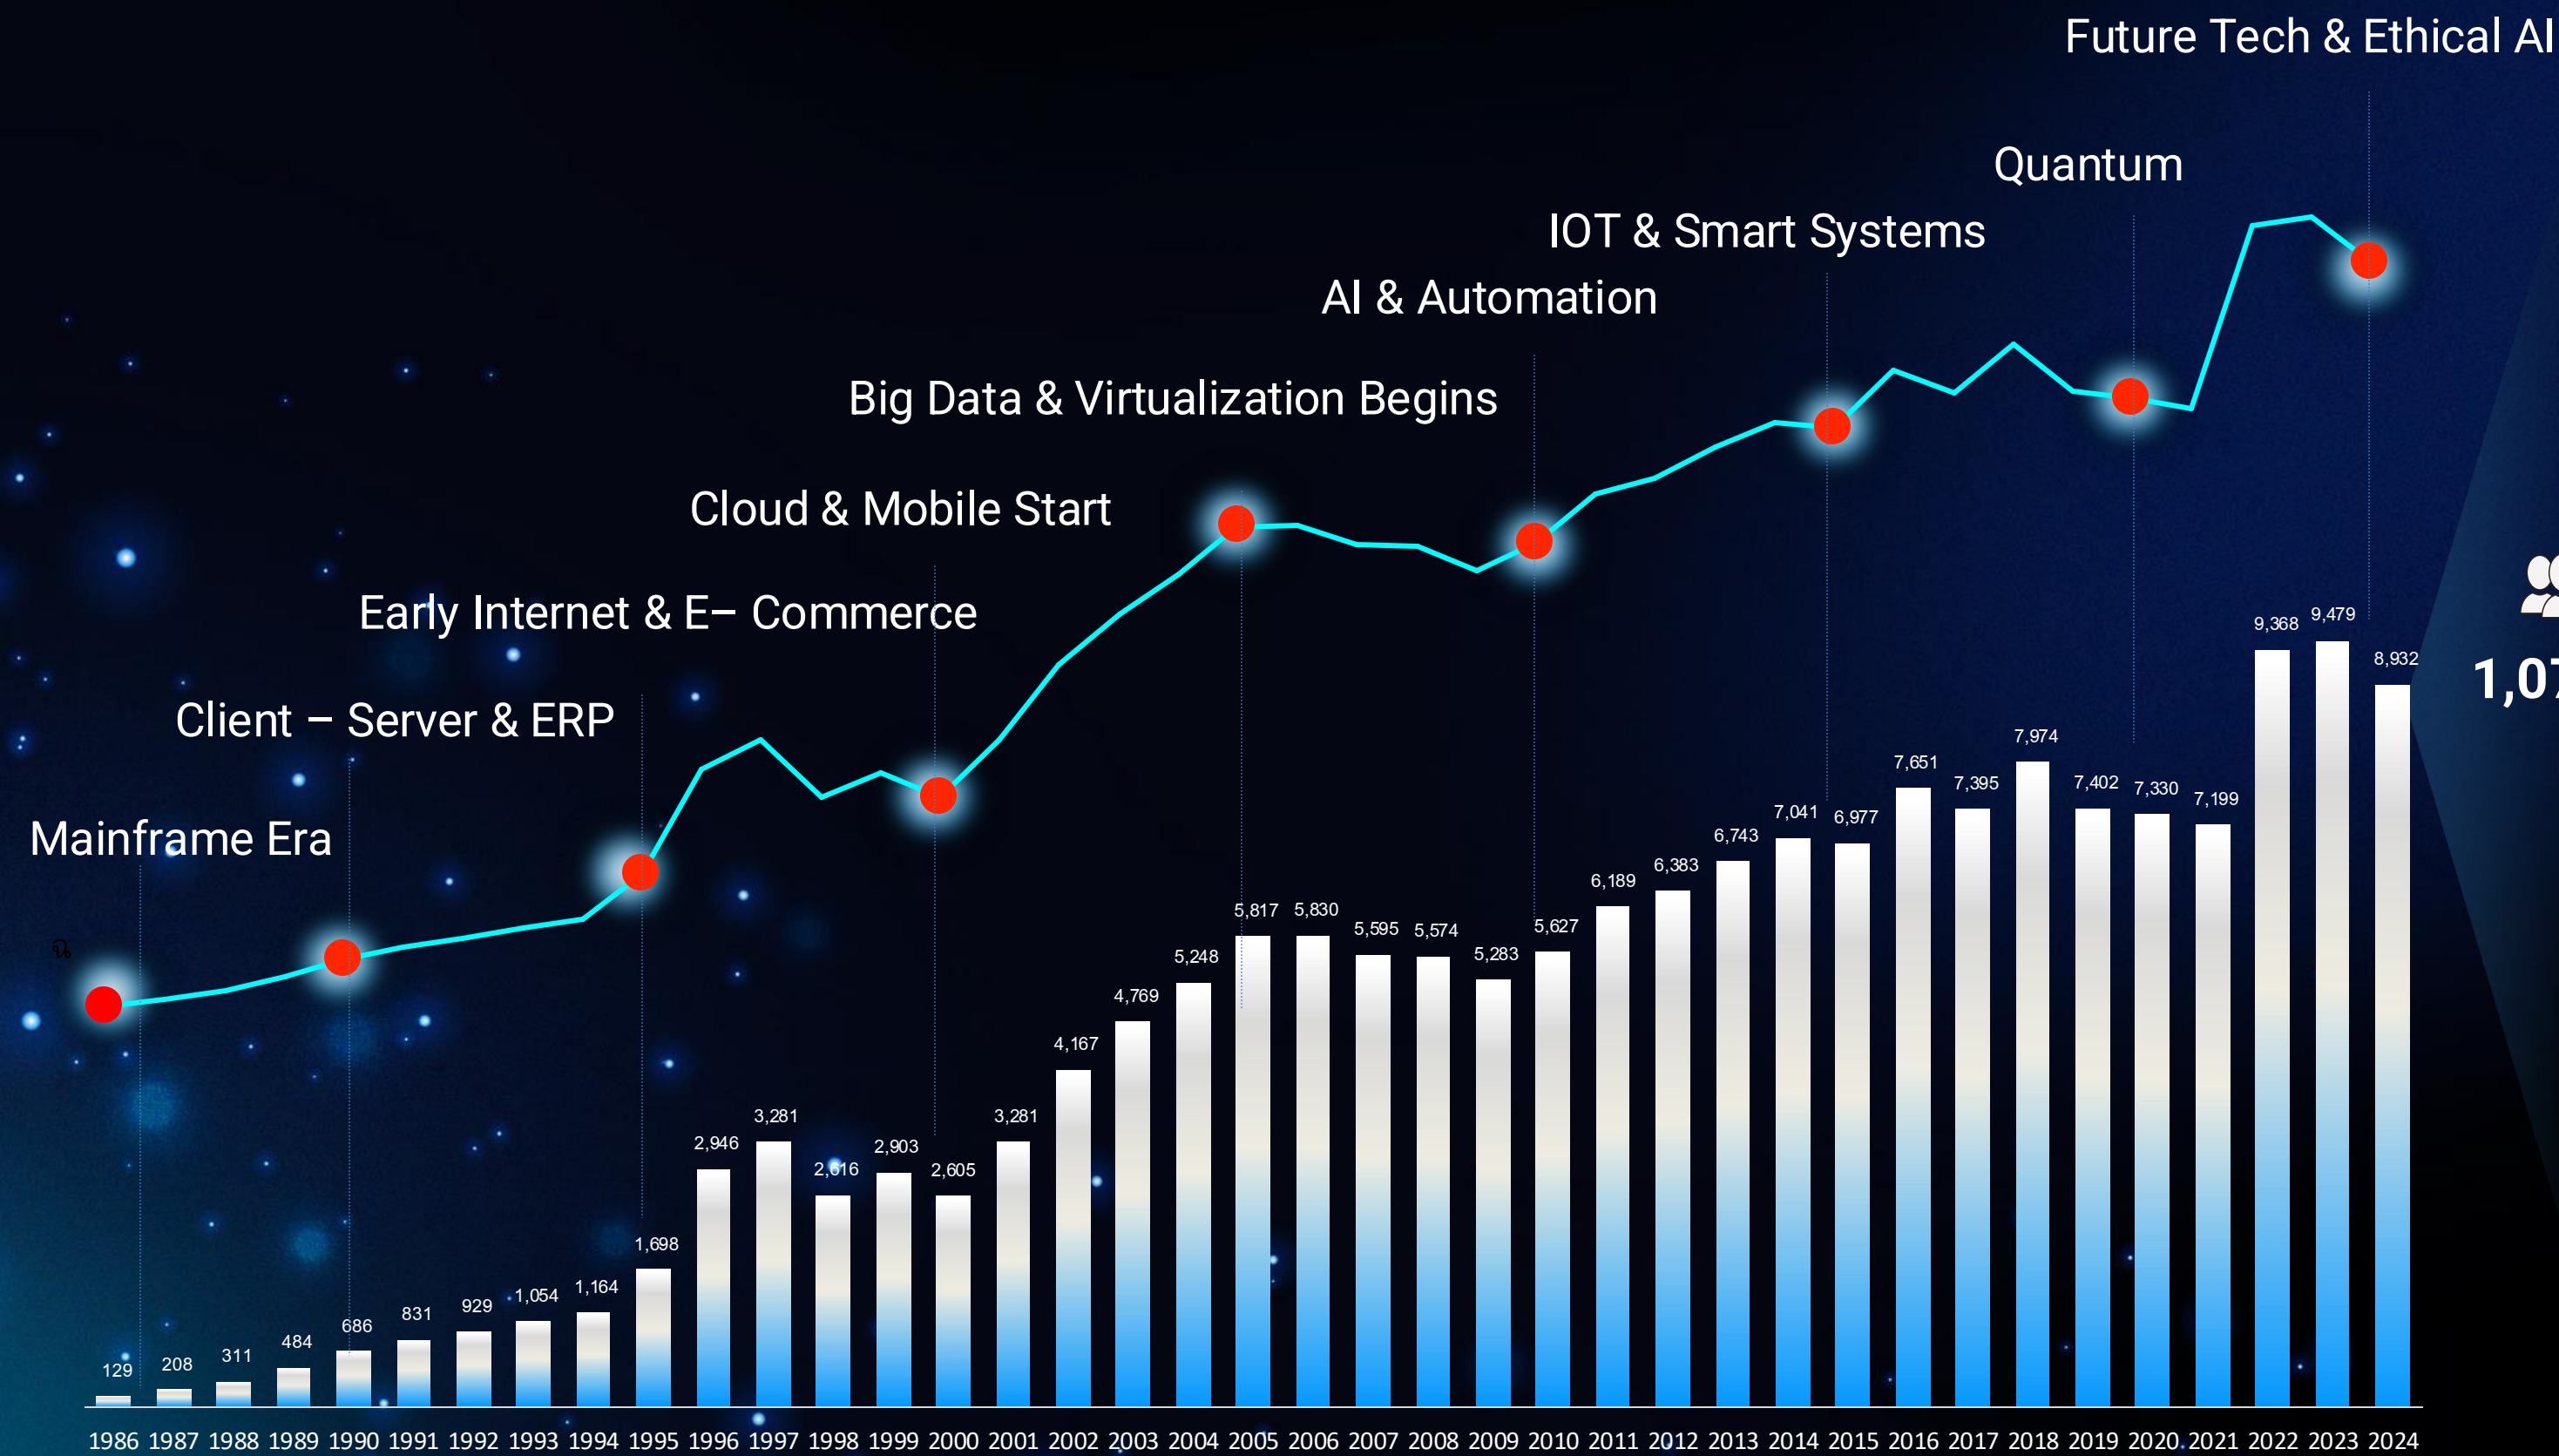 Future Tech & Ethical AI
Quantum
IOT & Smart Systems
AI & Automation
Big Data & Virtualization Begins
Cloud & Mobile Start
Early Internet & E– Commerce
Client – Server & ERP
Mainframe Era
ฉ
1,07
129 208 311 484 686 831 929 1,054 1,164 1,698 2,946 3,281 2,616 2,903 2,605 3,281 4,167 4,769 5,248 5,817 5,830 5,595 5,574 5,283 5,627 6,189 6,383 6,743 7,041 6,977 7,651 7,395 7,974 7,402 7,330 7,199 9,368 9,479 8,932
1986 1987 1988 1989 1990 1991 1992 1993 1994 1995 1996 1997 1998 1999 2000 2001 2002 2003 2004 2005 2006 2007 2008 2009 2010 2011 2012 2013 2014 2015 2016 2017 2018 2019 2020 2021 2022 2023 2024